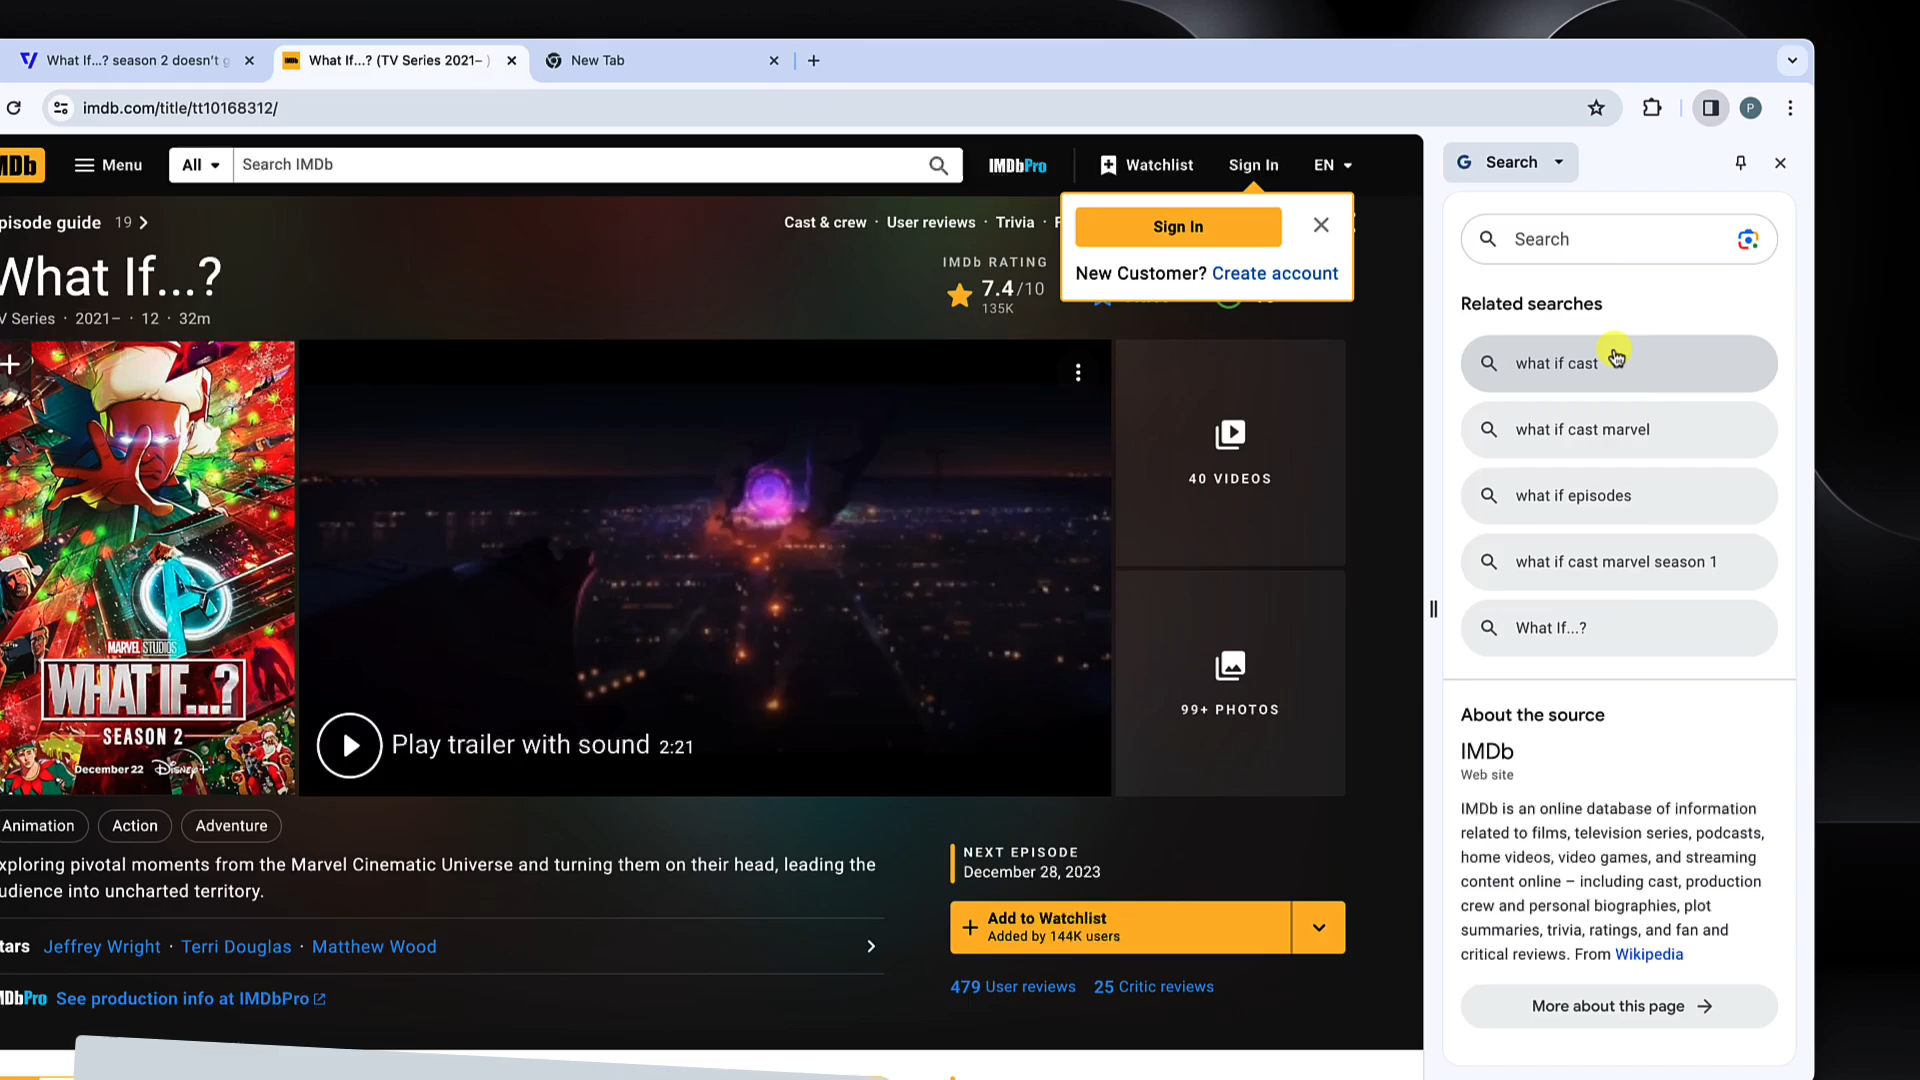 What If...? season 2 doesn't g
What If...? (TV Series 2021– )
New Tab
imdb.com/title/tt10168312/
P
MDb
Menu
All
Search IMDb
IMDbPro
Watchlist
Sign In
EN
pisode guide 19
Cast & crew · User reviews · Trivia · F
Sign In
New Customer? Create account
What If...?
V Series · 2021– · 12 · 32m
IMDb RATING
7.4/10
135K
MARVEL STUDIOS
WHAT IF...?
SEASON 2
December 22 Disney+
Play trailer with sound 2:21
40 VIDEOS
99+ PHOTOS
Animation
Action
Adventure
xploring pivotal moments from the Marvel Cinematic Universe and turning them on their head, leading the
udience into uncharted territory.
tars Jeffrey Wright · Terri Douglas · Matthew Wood
MDbPro See production info at IMDbPro
NEXT EPISODE
December 28, 2023
Add to Watchlist
Added by 144K users
479 User reviews 25 Critic reviews
G Search
Search
Related searches
what if cast
what if cast marvel
what if episodes
what if cast marvel season 1
What If...?
About the source
IMDb
Web site
IMDb is an online database of information
related to films, television series, podcasts,
home videos, video games, and streaming
content online – including cast, production
crew and personal biographies, plot
summaries, trivia, ratings, and fan and
critical reviews. From Wikipedia
More about this page